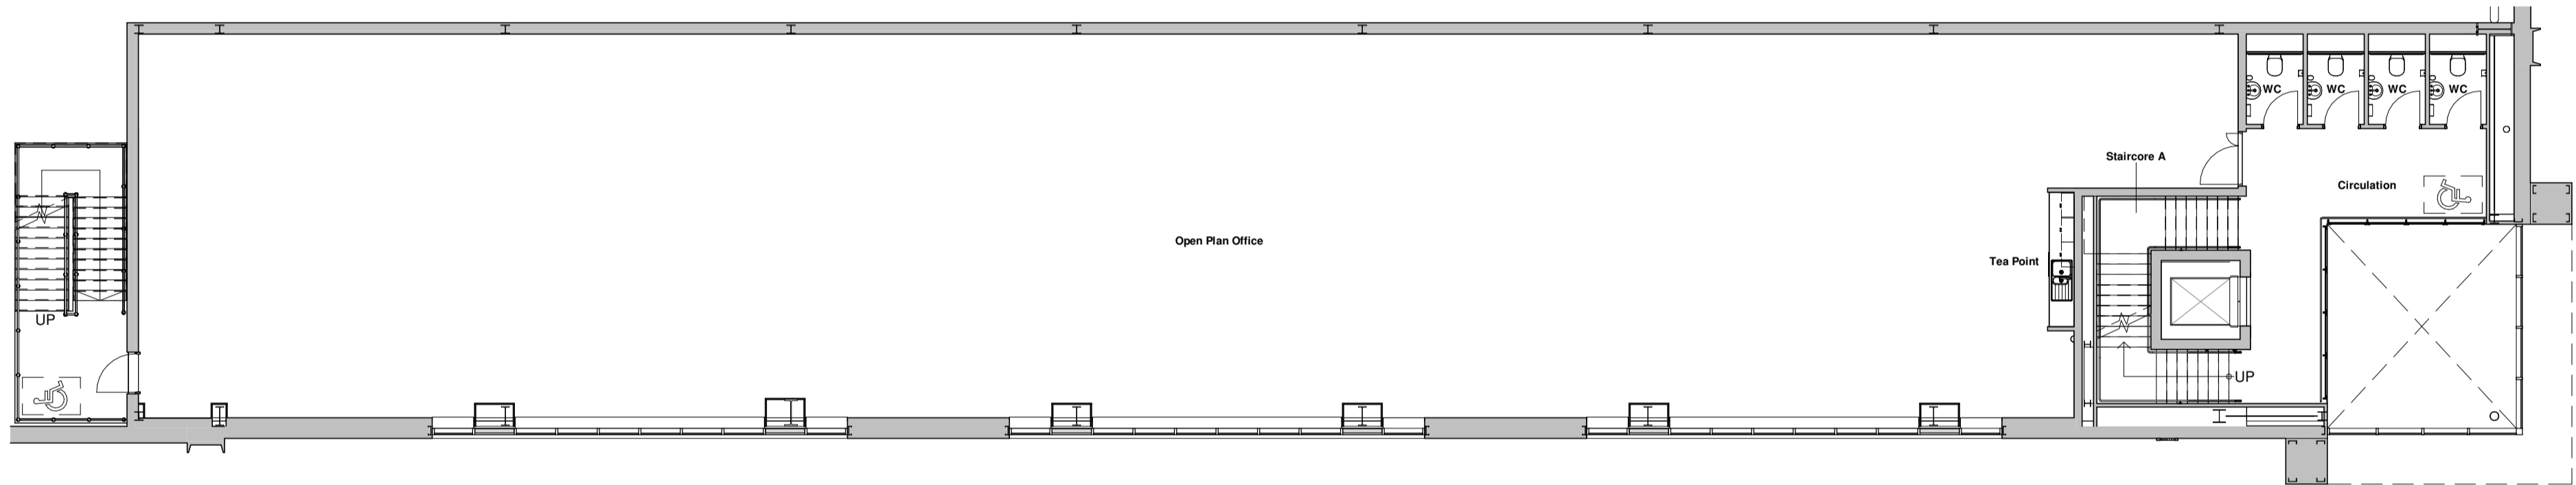 WC
WC
WC
WC
Staircore A
Circulation
Open Plan Office
Tea Point
UP
UP